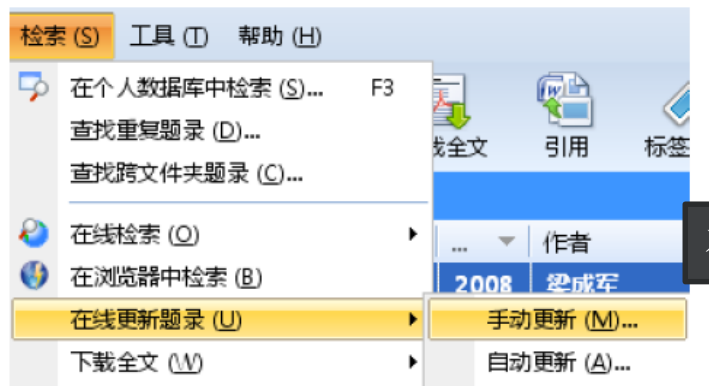 检索 (S) 工具 (T) 帮助 (H)
在个人数据库中检索 (S)... F3
查找重复题录 (D)...
载全文 引用 标签
查找跨文件夹题录 (C)...
在线检索 (O)
... 作者
在浏览器中检索 (B)
2008 梁成军
在线更新题录 (U) 手动更新 (M)...
下载全文 (W) 自动更新 (A)...